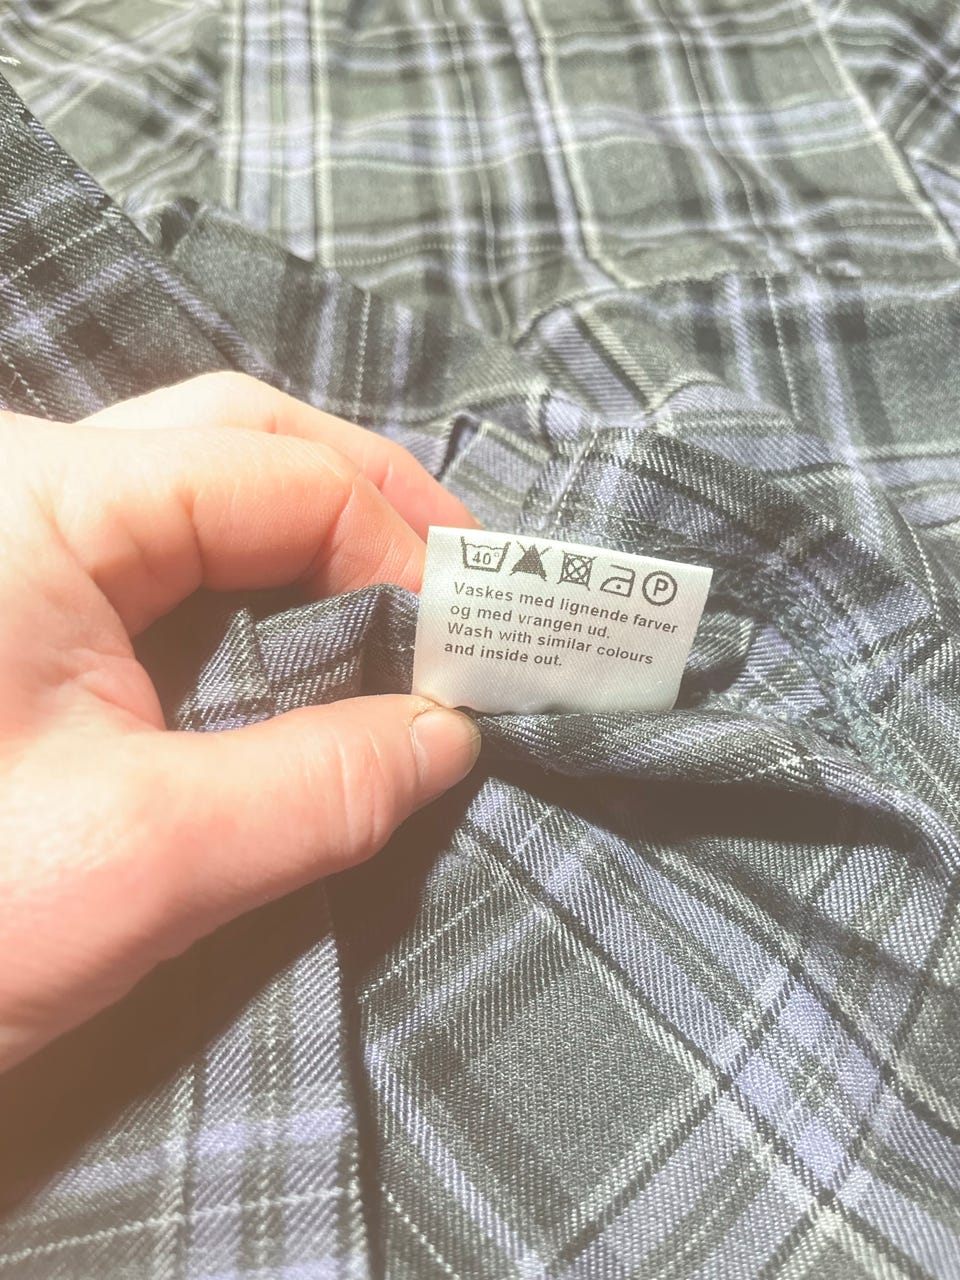 40° P
Vaskes med lignende farver
og med vrangen ud.
Wash with similar colours
and inside out.